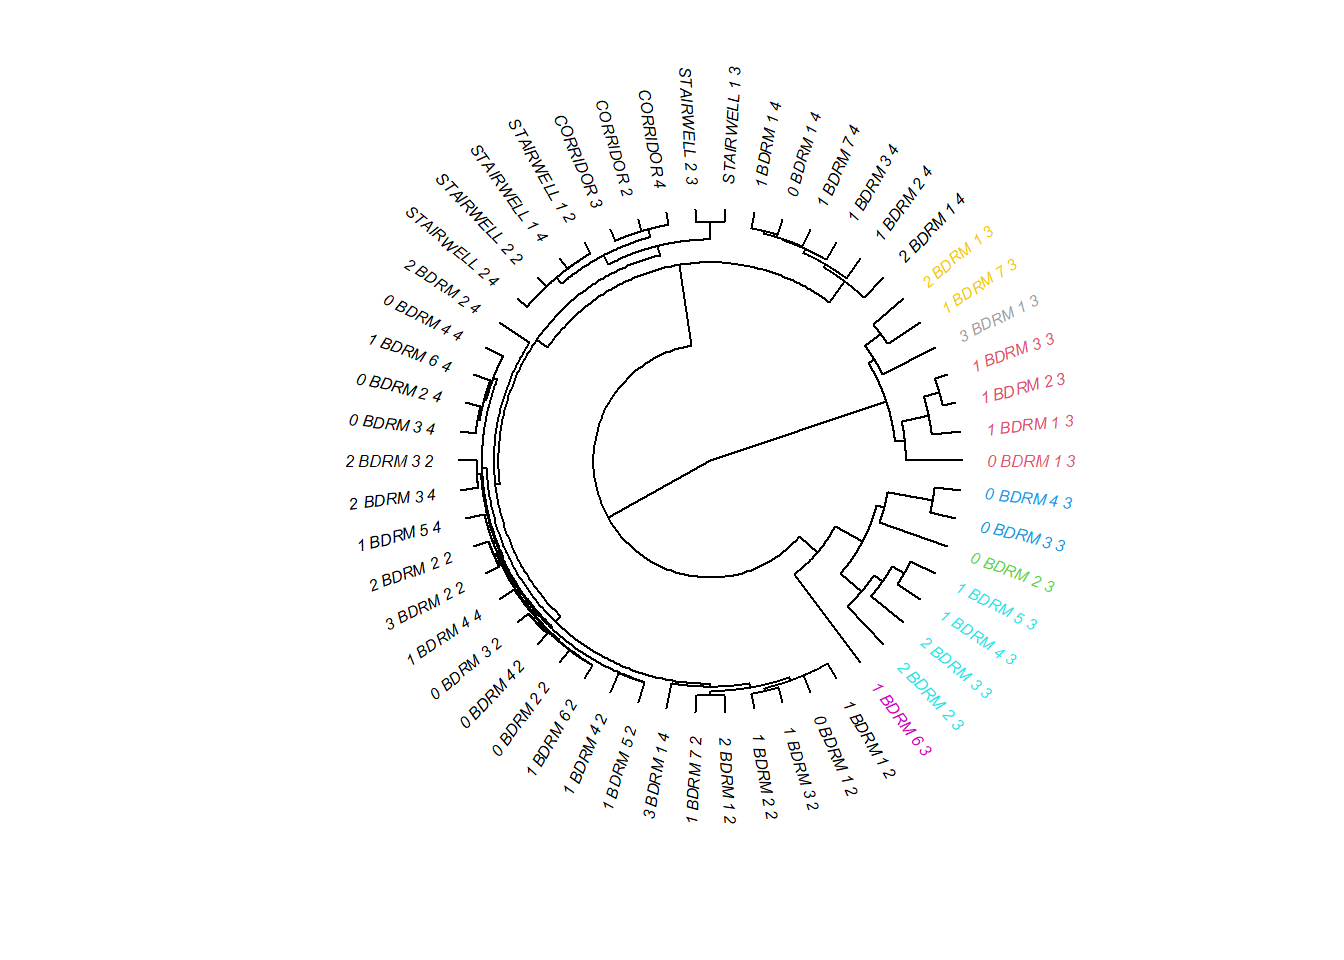 STAIRWELL 1 3
1 BDRM 1 4
0 BDRM 1 4
1 BDRM 7 4
1 BDRM 3 4
1 BDRM 2 4
2 BDRM 1 4
2 BDRM 1 3
1 BDRM 7 3
3 BDRM 1 3
1 BDRM 3 3
1 BDRM 2 3
1 BDRM 1 3
0 BDRM 1 3
0 BDRM 4 3
0 BDRM 3 3
0 BDRM 2 3
1 BDRM 5 3
1 BDRM 4 3
2 BDRM 3 3
2 BDRM 2 3
1 BDRM 6 3
1 BDRM 1 2
0 BDRM 1 2
1 BDRM 3 2
1 BDRM 2 2
2 BDRM 1 2
1 BDRM 7 2
3 BDRM 1 4
1 BDRM 5 2
1 BDRM 4 2
1 BDRM 6 2
0 BDRM 2 2
0 BDRM 4 2
0 BDRM 3 2
1 BDRM 4 4
3 BDRM 2 2
2 BDRM 2 2
1 BDRM 5 4
2 BDRM 3 4
2 BDRM 3 2
0 BDRM 3 4
0 BDRM 2 4
1 BDRM 6 4
0 BDRM 4 4
2 BDRM 2 4
STAIRWELL 2 4
STAIRWELL 2 2
STAIRWELL 1 4
STAIRWELL 1 2
CORRIDOR 3
CORRIDOR 2
CORRIDOR 4
STAIRWELL 2 3